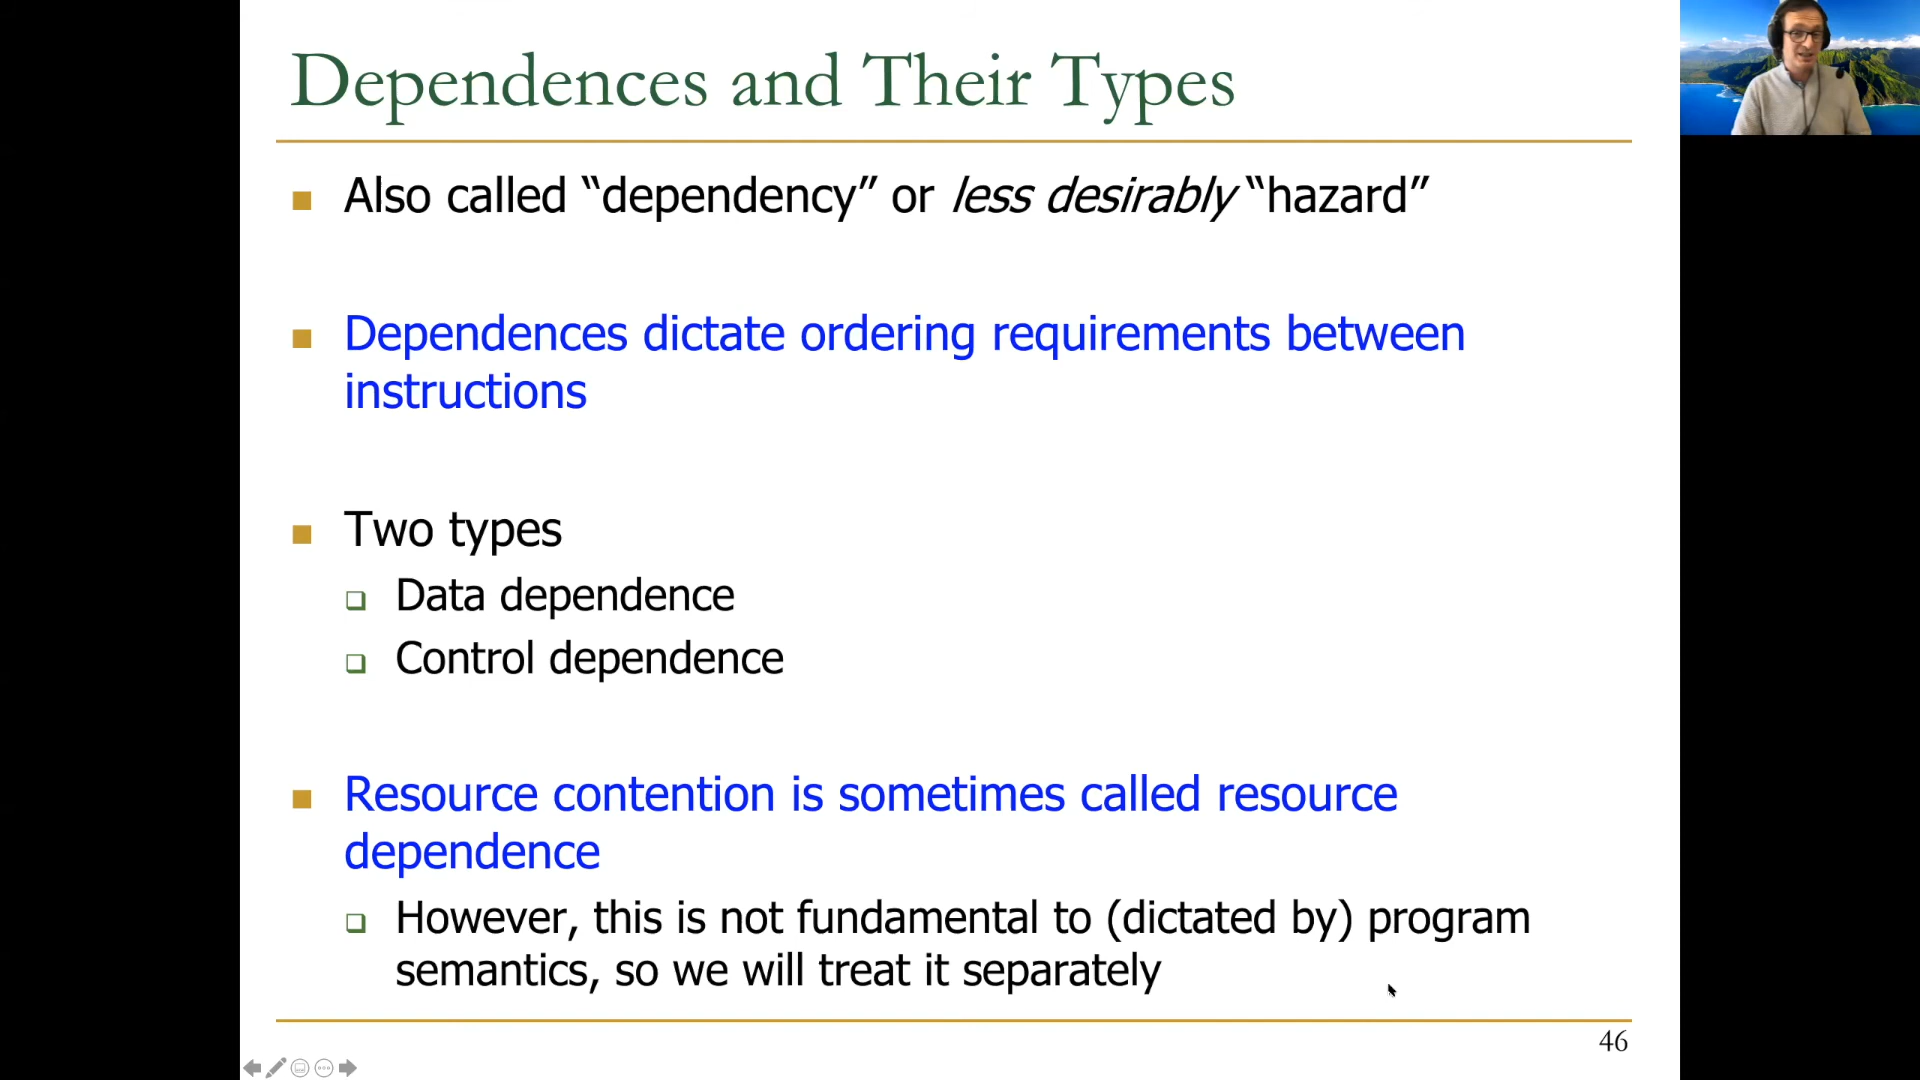 Dependences and Their Types
Also called “dependency” or less desirably “hazard”
Dependences dictate ordering requirements between
instructions
Two types
Data dependence
Control dependence
Resource contention is sometimes called resource
dependence
However, this is not fundamental to (dictated by) program
semantics, so we will treat it separately
46